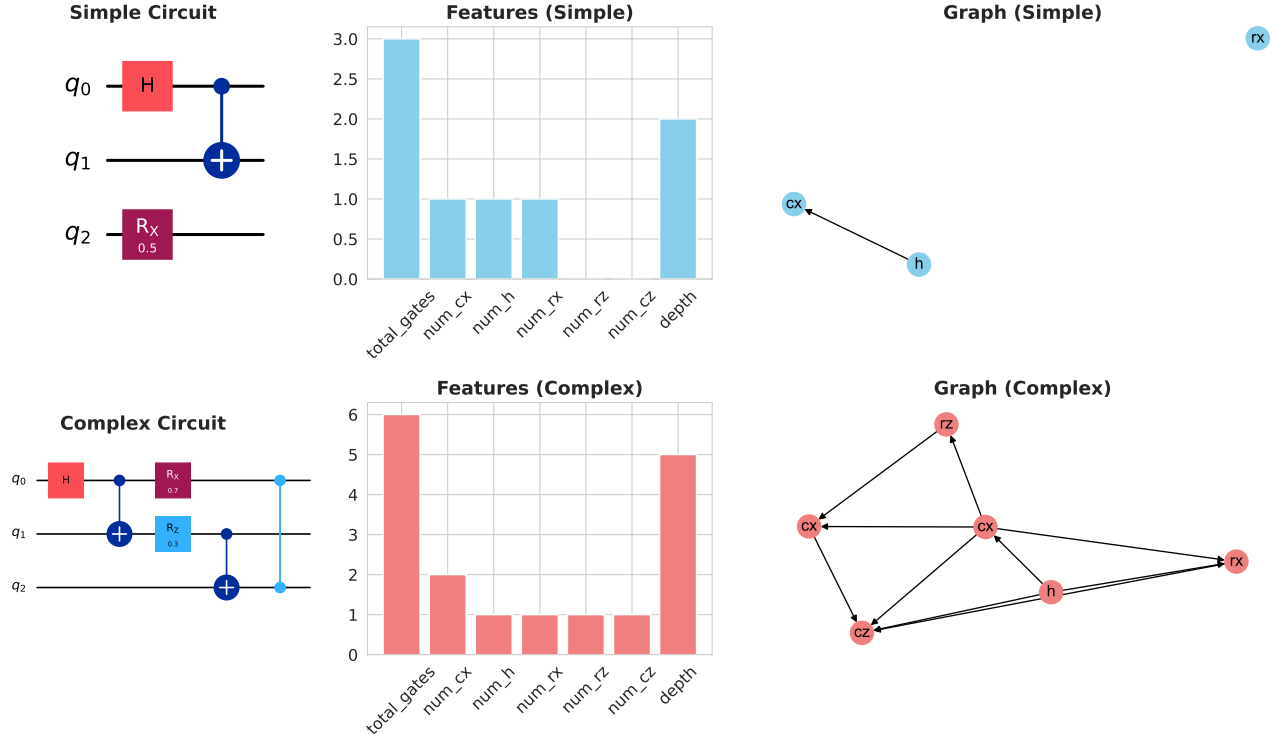 Simple Circuit
q0
H
q1
q2
RX
0.5
Features (Simple)
3.0
2.5
2.0
1.5
1.0
0.5
0.0
total_gates
num_cx
num_h
num_rx
num_rz
num_cz
depth
Graph (Simple)
rx
cx
h
Complex Circuit
q0
H
RX
0.7
q1
RZ
0.3
q2
Features (Complex)
6
5
4
3
2
1
0
total_gates
num_cx
num_h
num_rx
num_rz
num_cz
depth
Graph (Complex)
rz
cx
cx
rx
h
cz